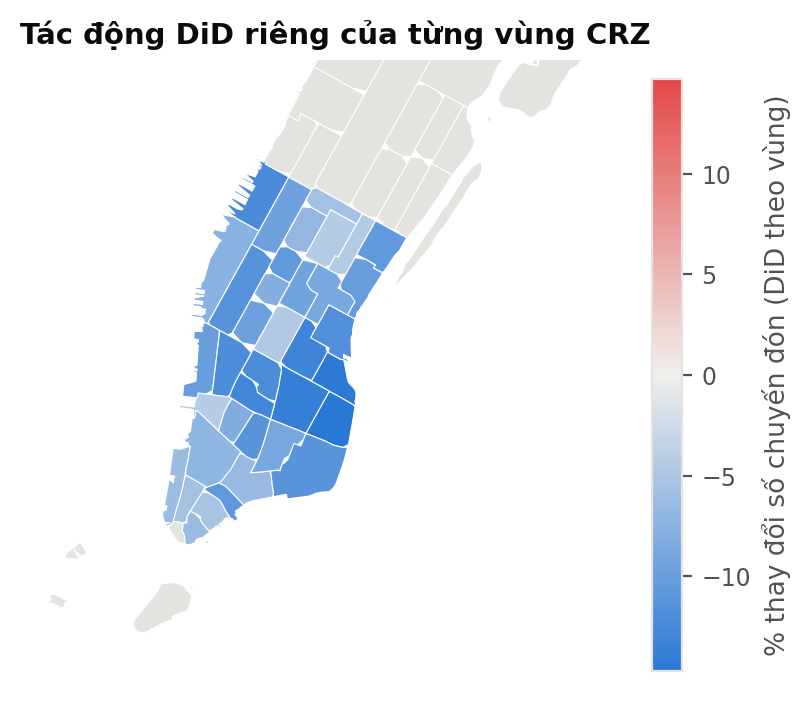 Tác động DiD riêng của từng vùng CRZ
10
5
0
−5
−10
% thay đổi số chuyến đón (DiD theo vùng)